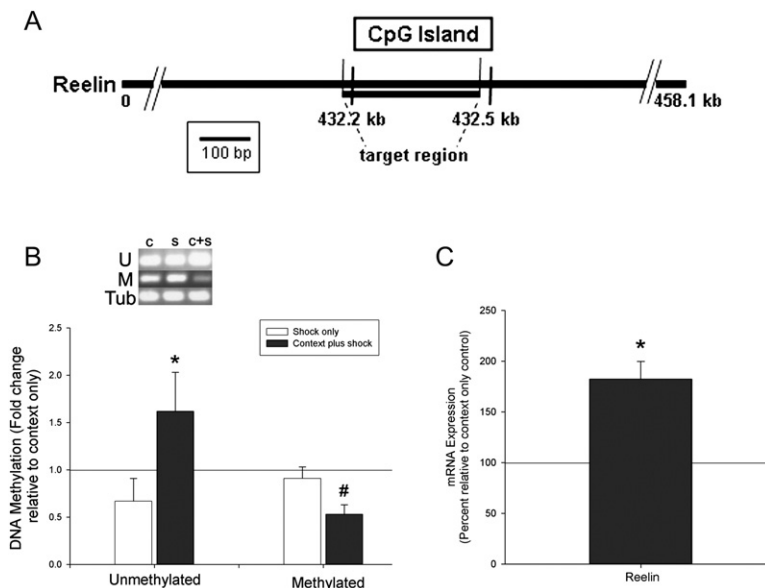 A
CpG Island
Reelin
0
432.2 kb
432.5 kb
458.1 kb
100 bp
target region
B
C S C+S
U
M
Tub
DNA Methylation (Fold change
relative to context only)
2.5
2.0
1.5
1.0
0.5
0.0
Shock only
Context plus shock
*
#
Unmethylated
Methylated
C
mRNA Expression
(Percent relative to context only control)
250
200
150
100
50
0
*
Reelin